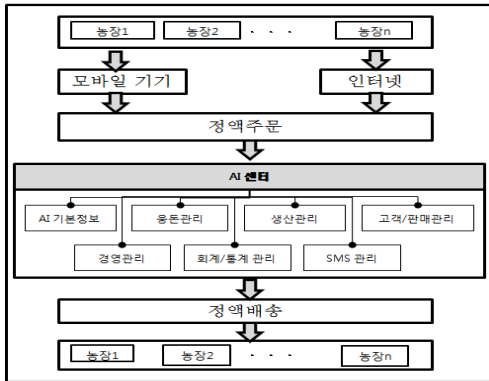 농장1 농장2 . . . 농장n
모바일 기기 인터넷
정액주문
AI 센터
AI 기본정보 웅돈관리 생산관리 고객/판매관리
경영관리 회계/통계 관리 SMS 관리
정액배송
농장1 농장2 . . . 농장n